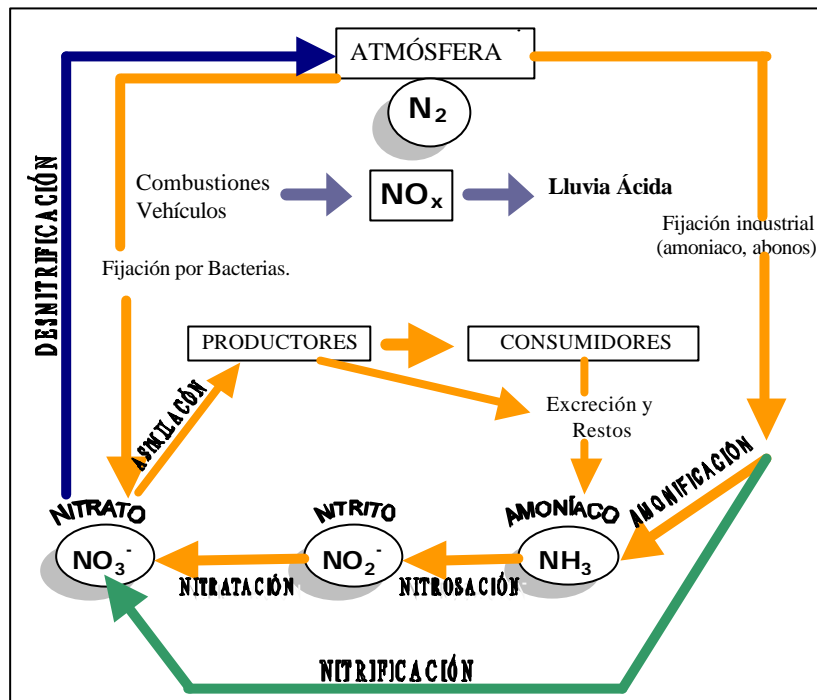 ATMÓSFERA
N2
Combustiones
Vehículos
NOx
Lluvia Ácida
Fijación industrial
(amoniaco, abonos)
Fijación por Bacterias.
DESNITRIFICACIÓN
PRODUCTORES
CONSUMIDORES
ASIMILACÓN
Excreción y
Restos
AMONIFICACIÓN
NITRATO
NITRITO
AMONÍACO
NO3-
NO2-
NH3
NITRATACIÓN
NITROSACIÓN
NITRIFICACIÓN